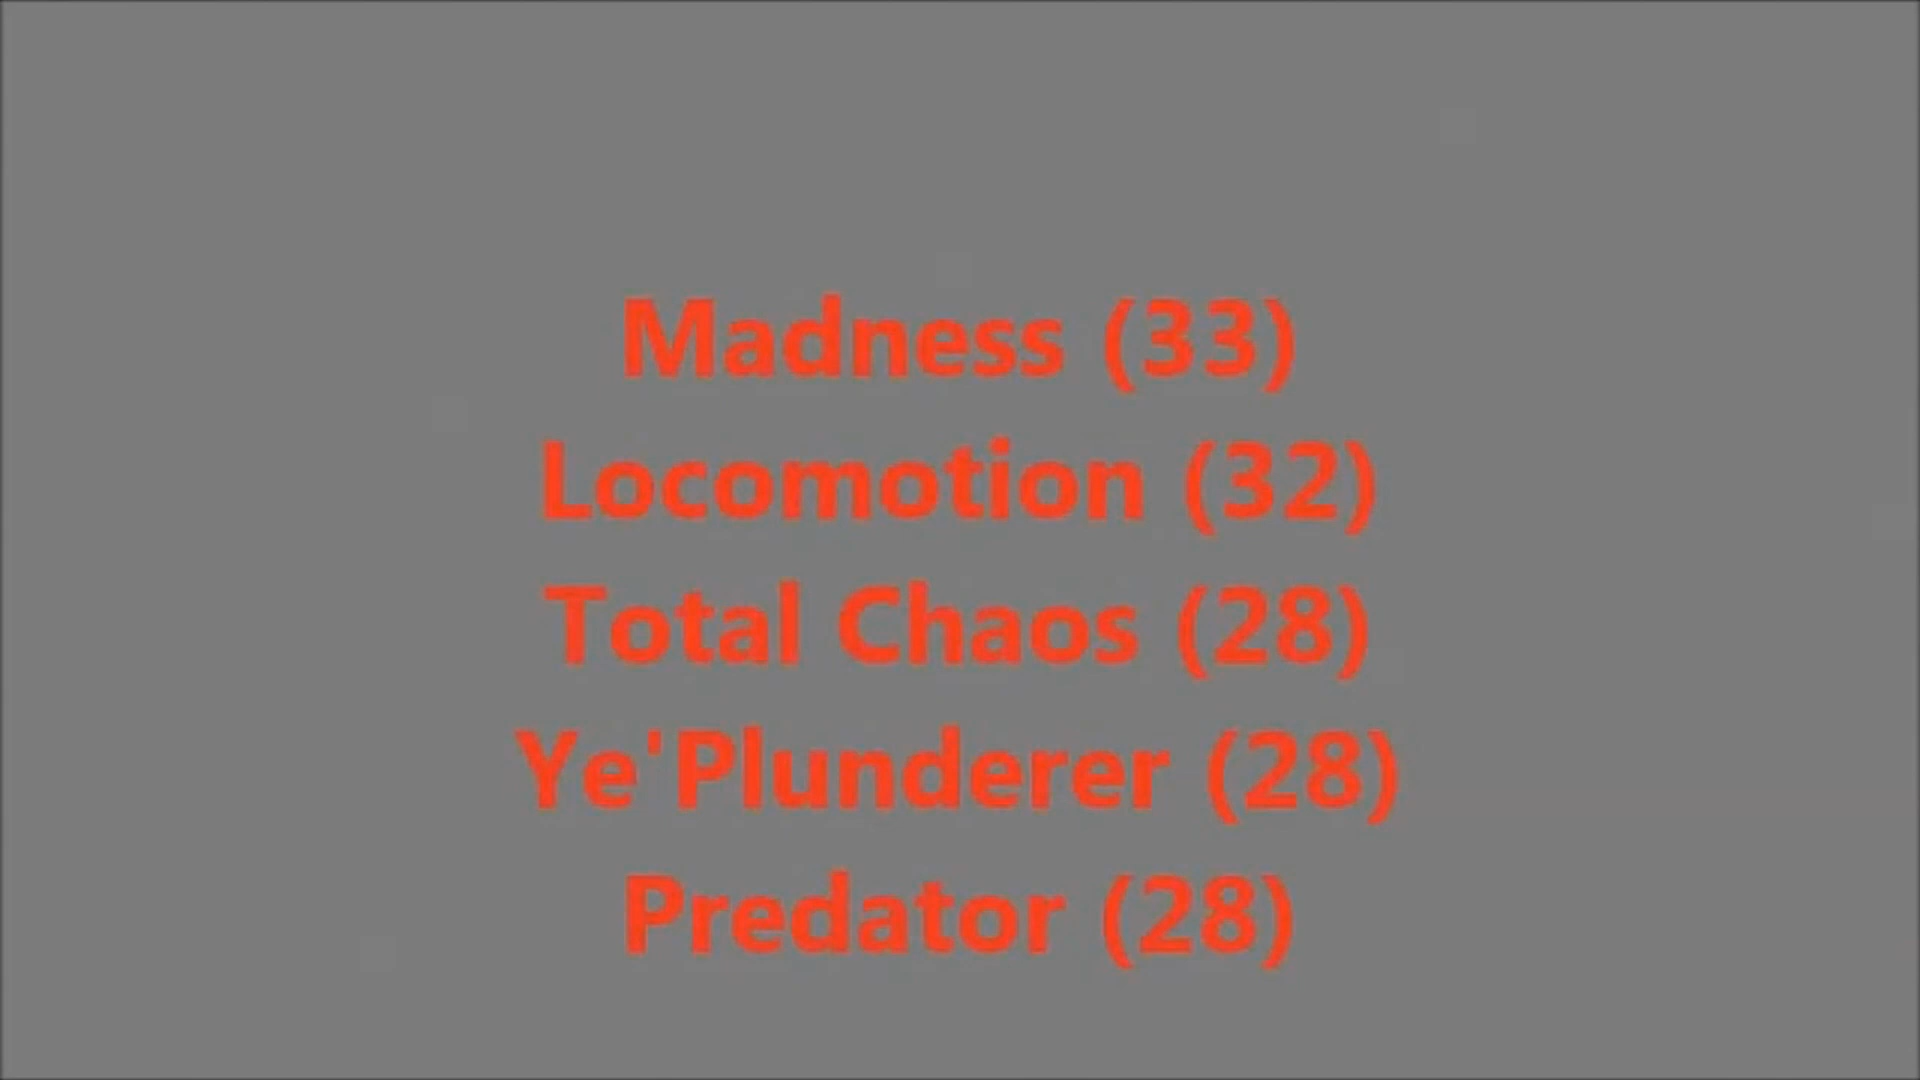 Madness (33)
Locomotion (32)
Total Chaos (28)
Ye'Plunderer (28)
Predator (28)